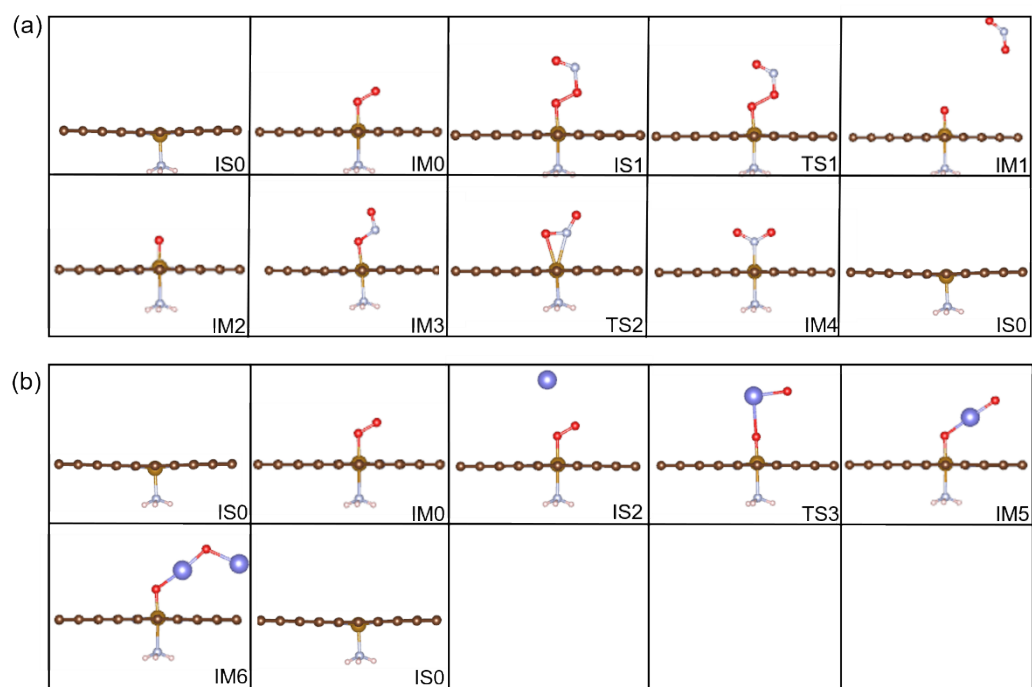 (a)
IS0
IM0
IS1
TS1
IM1
IM2
IM3
TS2
IM4
IS0
(b)
IS0
IM0
IS2
TS3
IM5
IM6
IS0